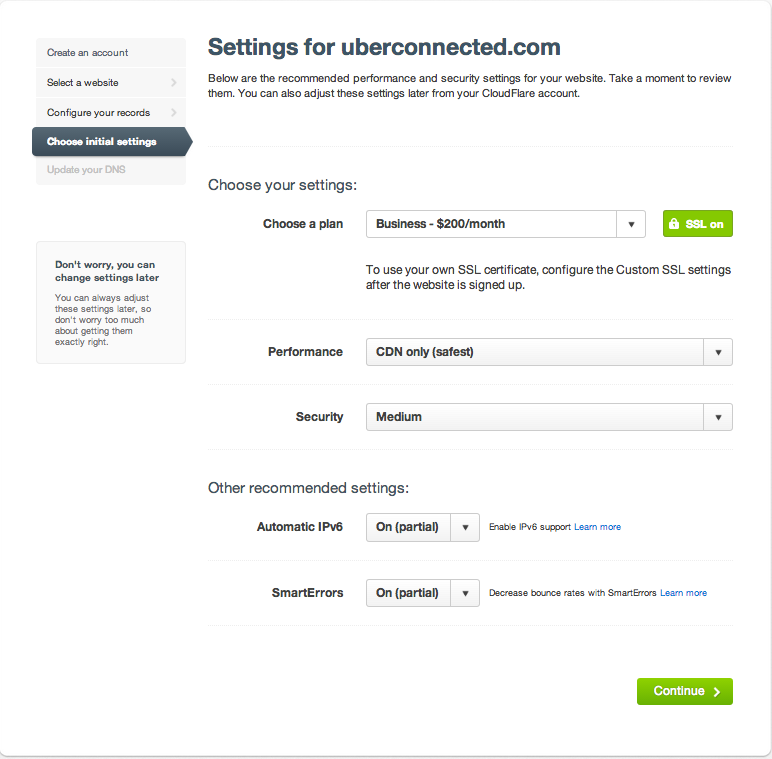 Create an account
Select a website
Configure your records
Choose initial settings
Update your DNS
Don't worry, you can
change settings later
You can always adjust
these settings later, so
don't worry too much
about getting them
exactly right.
Settings for uberconnected.com
Below are the recommended performance and security settings for your website. Take a moment to review
them. You can also adjust these settings later from your CloudFlare account.
Choose your settings:
Choose a plan Business - $200/month SSL on
To use your own SSL certificate, configure the Custom SSL settings
after the website is signed up.
Performance CDN only (safest)
Security Medium
Other recommended settings:
Automatic IPv6 On (partial) Enable IPv6 support Learn more
SmartErrors On (partial) Decrease bounce rates with SmartErrors Learn more
Continue